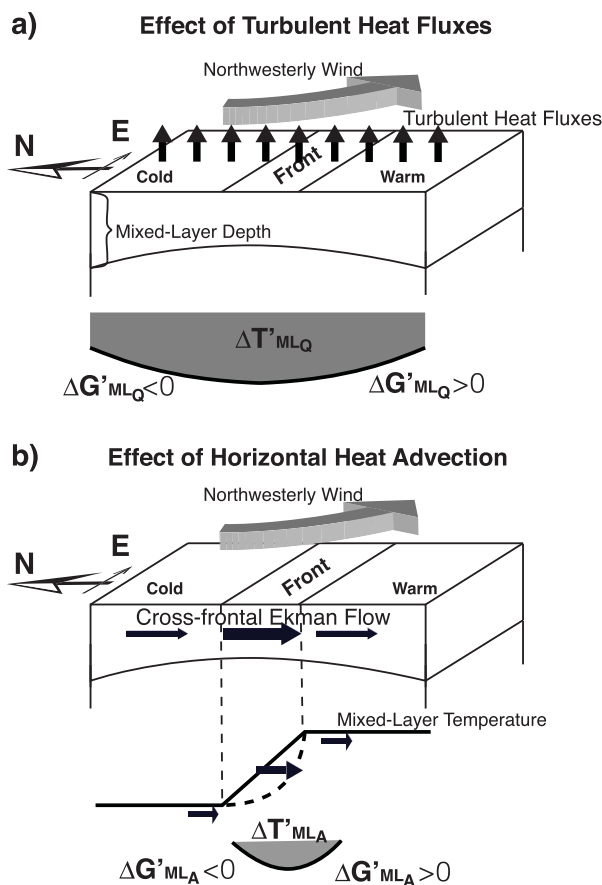 a) Effect of Turbulent Heat Fluxes
Northwesterly Wind
Turbulent Heat Fluxes
N
E
Cold
Front
Warm
Mixed-Layer Depth
ΔT'MLQ
ΔG'MLQ<0
ΔG'MLQ>0
b) Effect of Horizontal Heat Advection
Northwesterly Wind
N
E
Cold
Front
Warm
Cross-frontal Ekman Flow
Mixed-Layer Temperature
ΔT'MLA
ΔG'MLA<0
ΔG'MLA>0